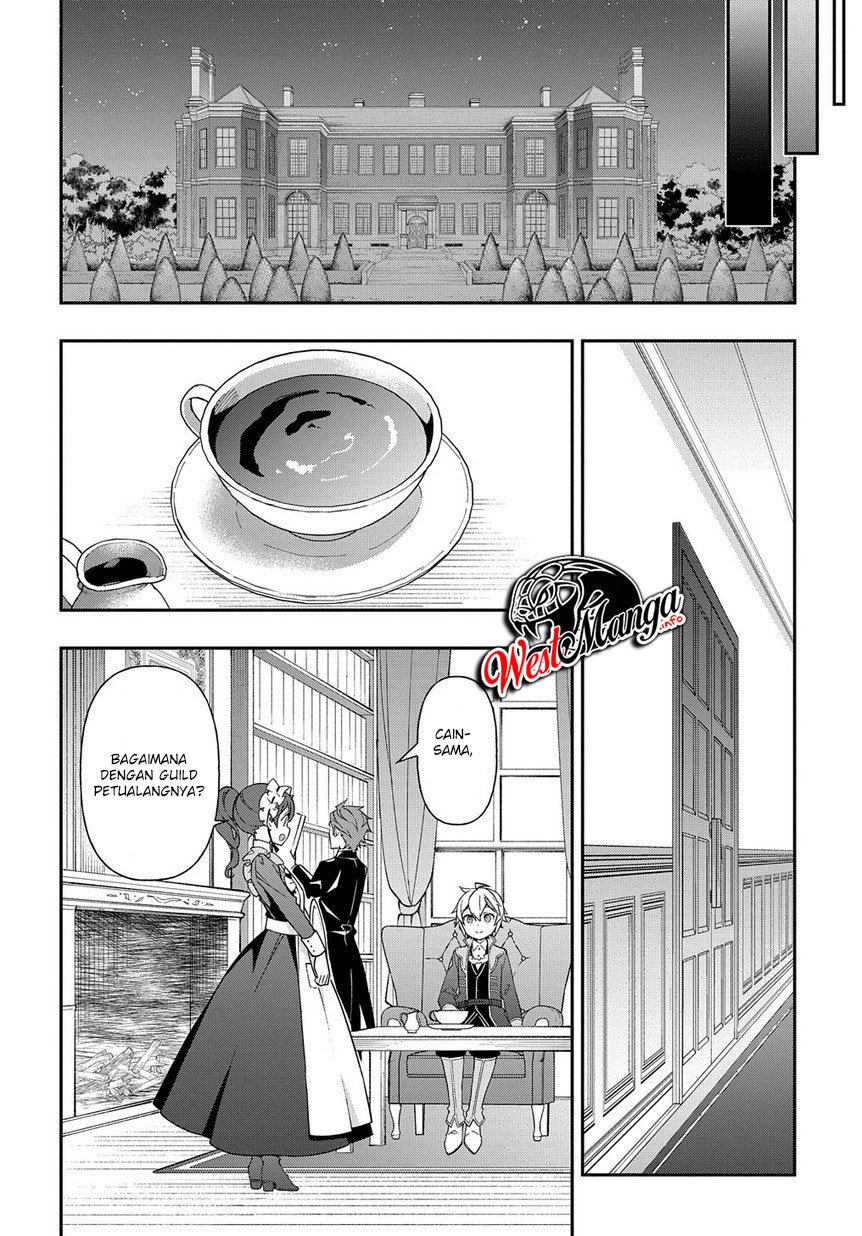 WestManga
.info
CAIN-
SAMA,
BAGAIMANA
DENGAN GUILD
PETUALANGNYA?